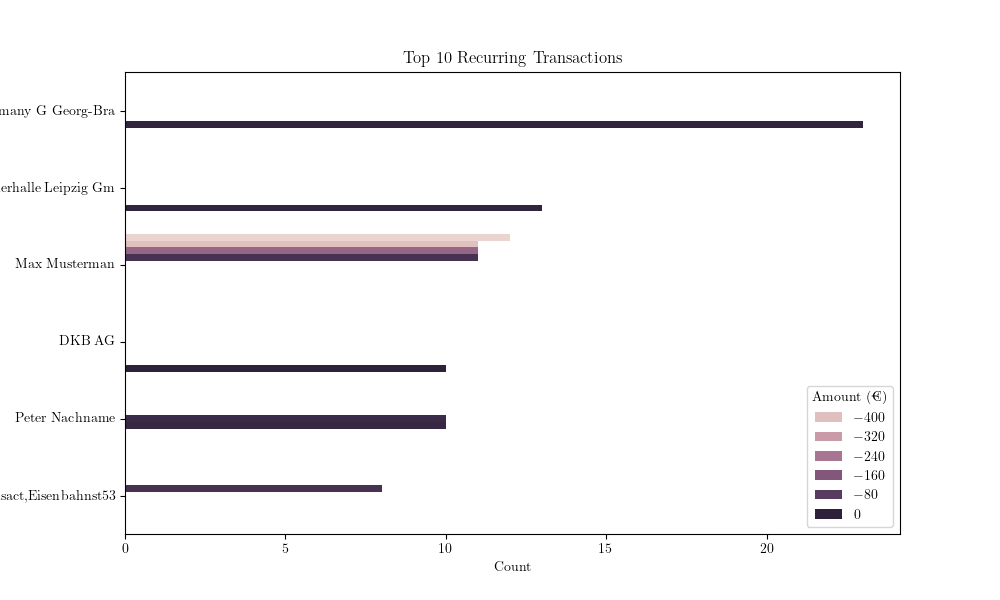 Top 10 Recurring Transactions
many G Georg-Bra
erhalle Leipzig Gm
Max Musterman
DKB AG
Peter Nachname
sact,Eisenbahnst53
Amount (€)
−400
−320
−240
−160
−80
0
0 5 10 15 20
Count